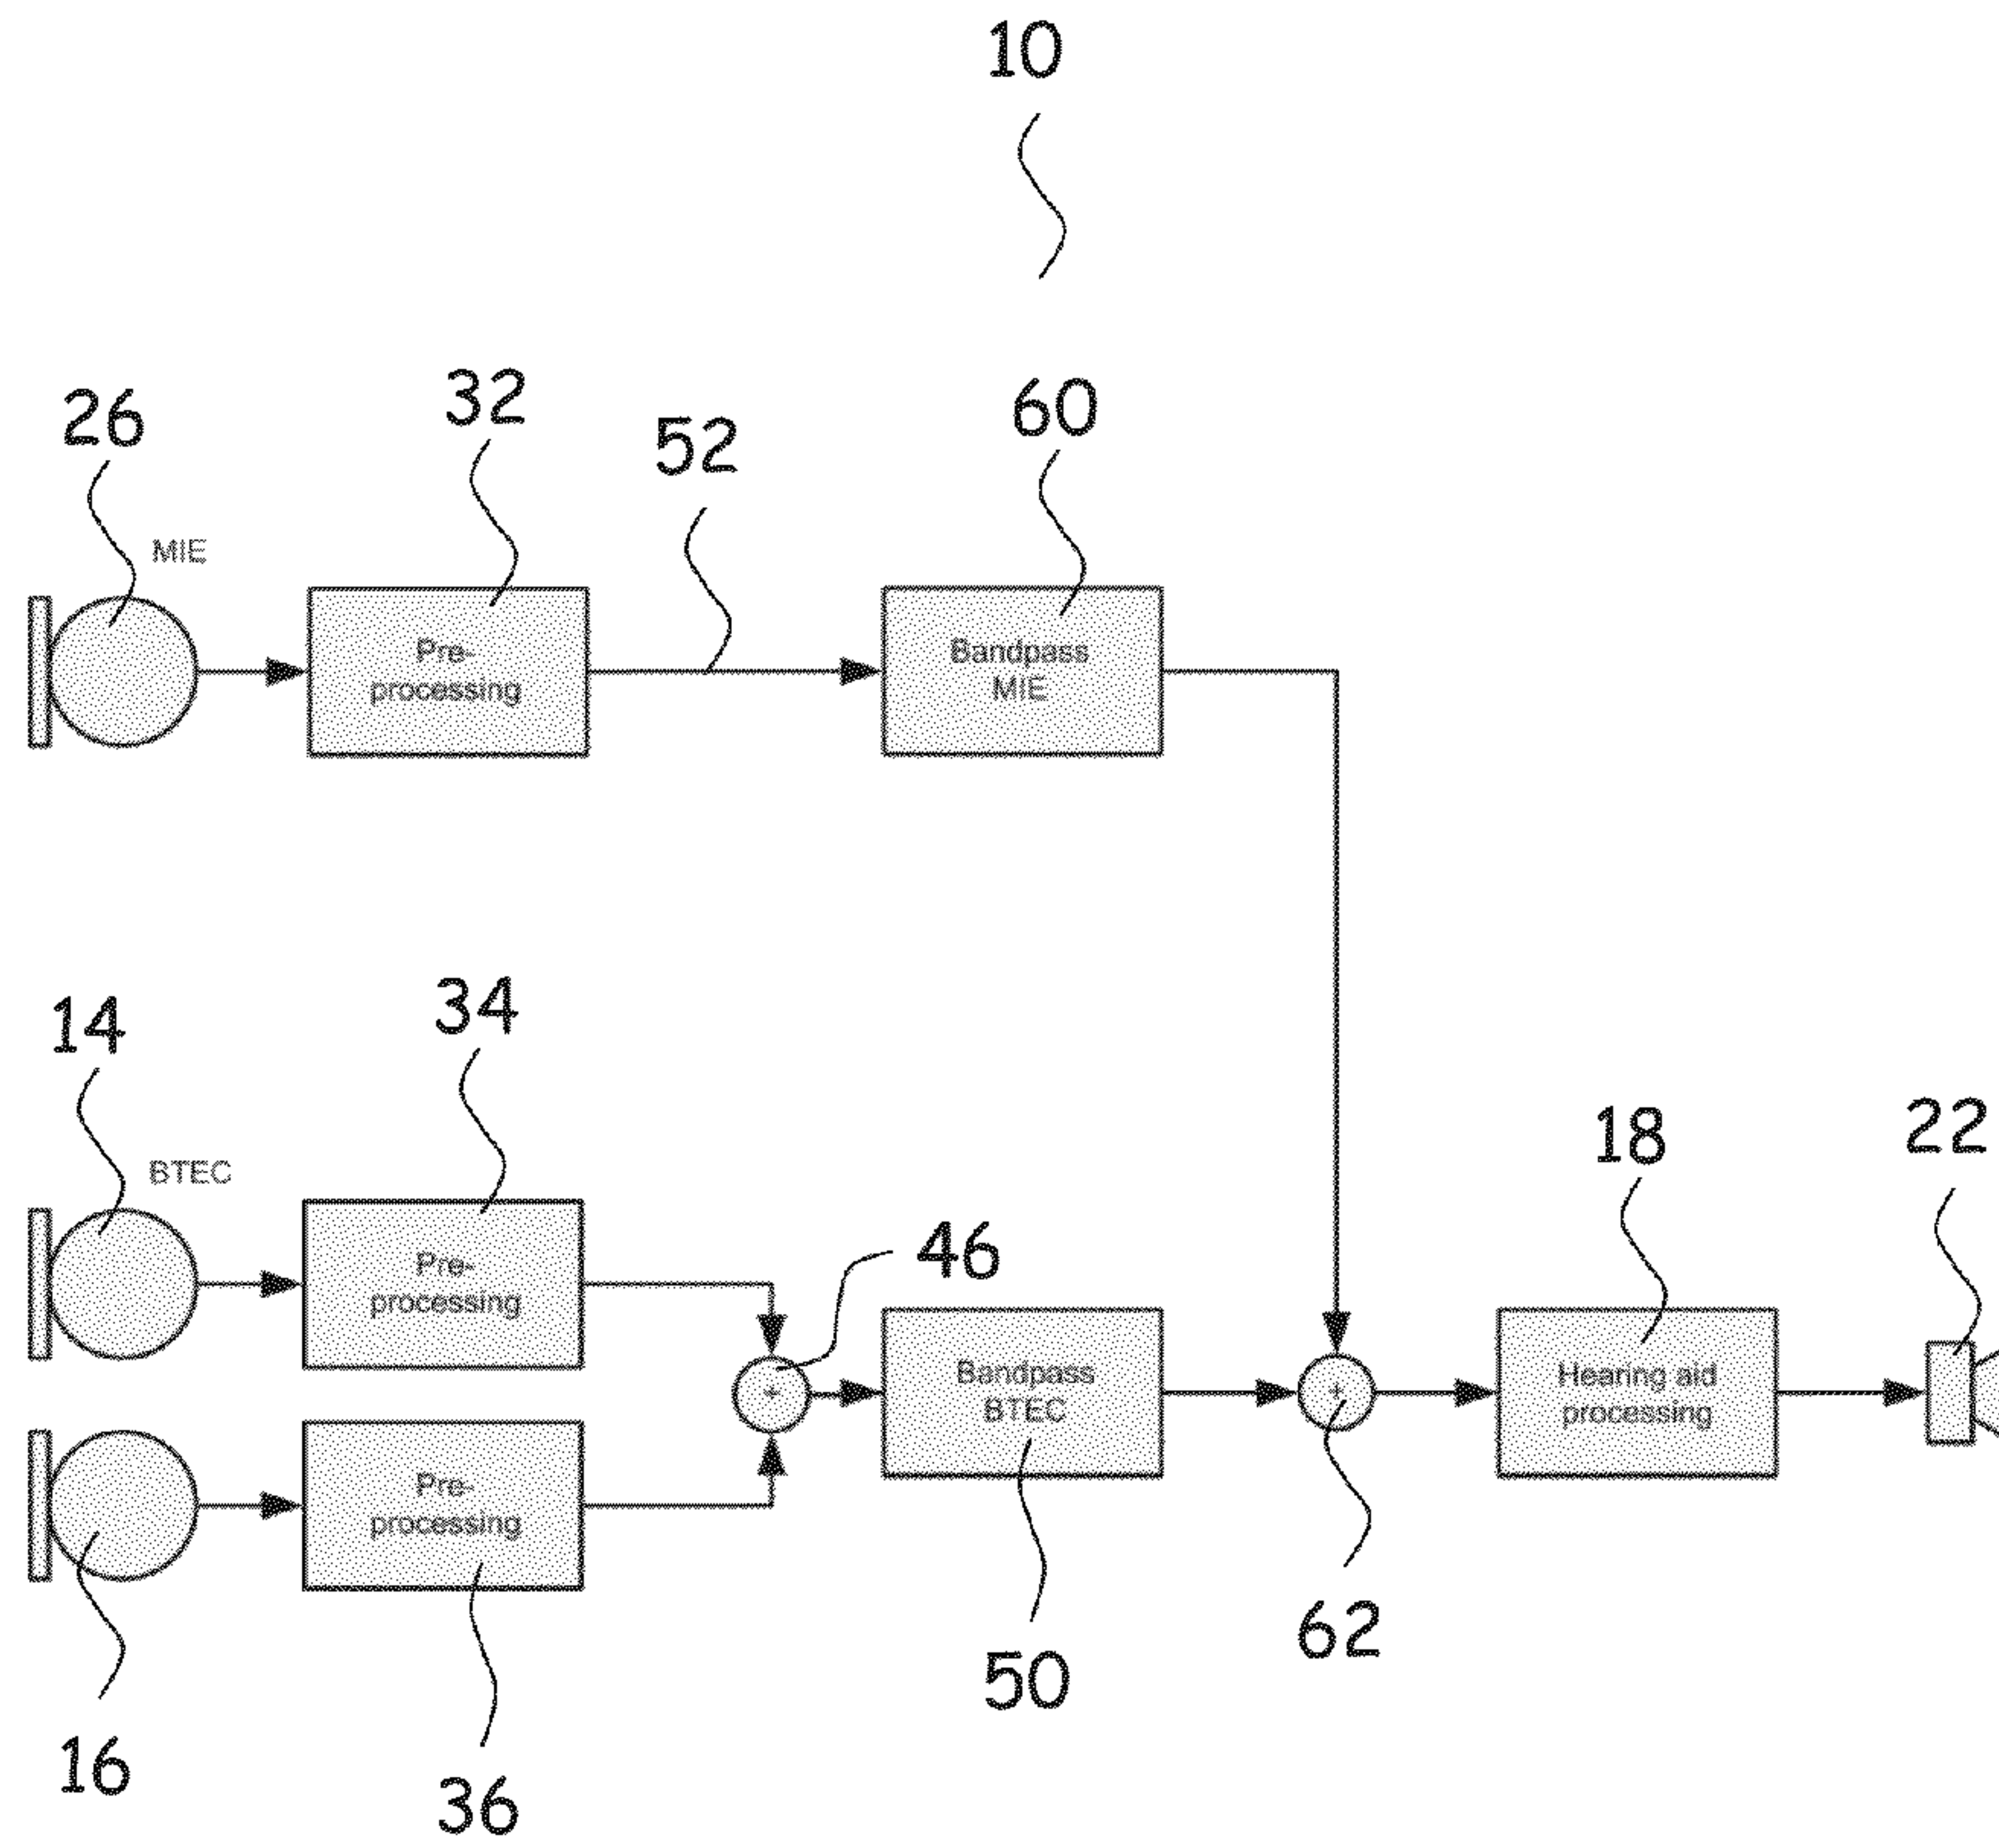 10
26
32
52
60
MIE
Pre-
processing
Bandpass
MIE
14
34
BTEC
46
18
22
Pre-
processing
Bandpass
BTEC
Hearing aid
processing
+
+
Pre-
processing
16
36
50
62